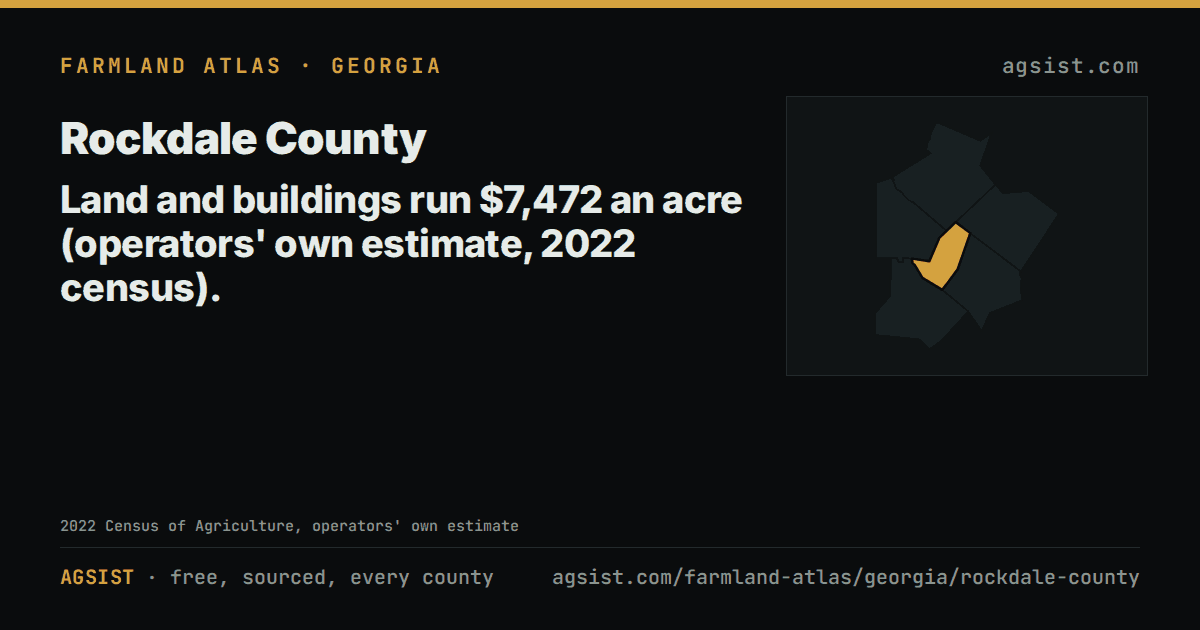 FARMLAND ATLAS · GEORGIA
agsist.com
Rockdale County
Land and buildings run $7,472 an acre
(operators' own estimate, 2022
census).
2022 Census of Agriculture, operators' own estimate
AGSIST · free, sourced, every county
agsist.com/farmland-atlas/georgia/rockdale-county